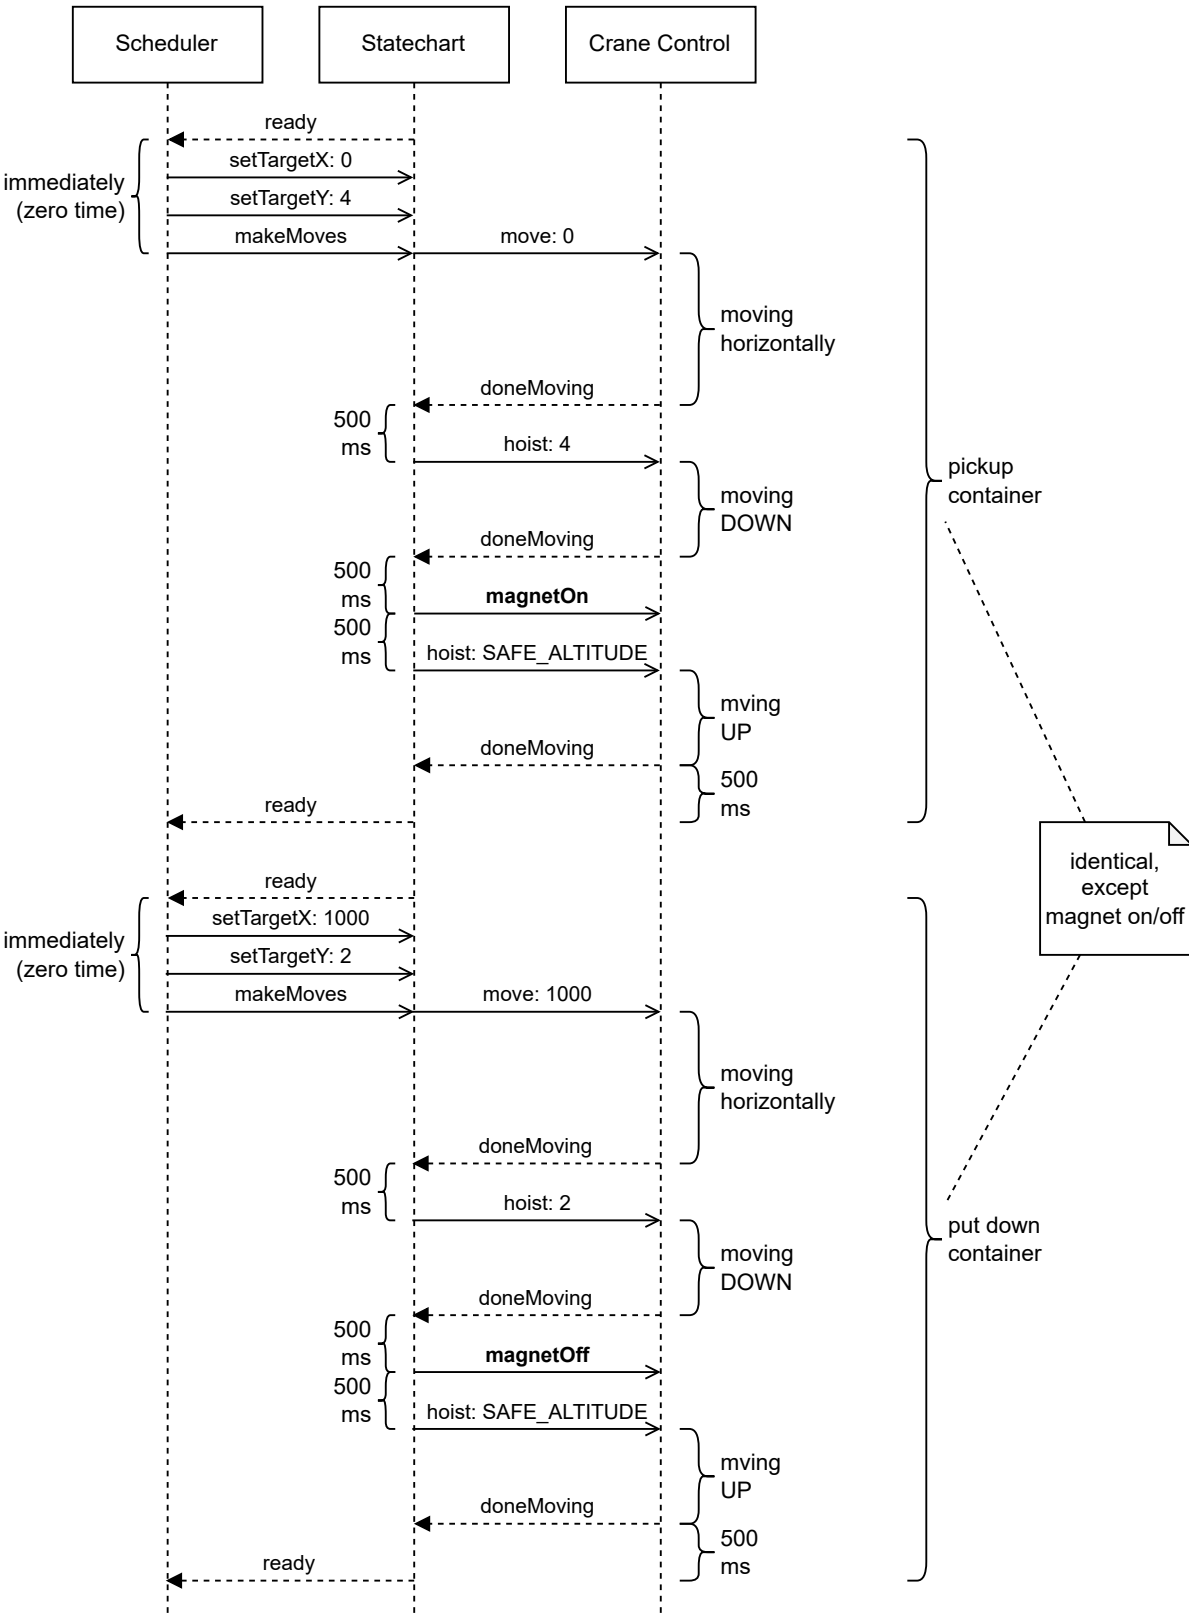 Scheduler
Statechart
Crane Control
ready
immediately
(zero time)
setTargetX: 0
setTargetY: 4
makeMoves
move: 0
moving
horizontally
doneMoving
500
ms
hoist: 4
pickup
container
moving
DOWN
doneMoving
500
ms
magnetOn
500
ms
hoist: SAFE_ALTITUDE
mving
UP
doneMoving
500
ms
ready
identical,
except
magnet on/off
ready
immediately
(zero time)
setTargetX: 1000
setTargetY: 2
makeMoves
move: 1000
moving
horizontally
doneMoving
500
ms
hoist: 2
put down
container
moving
DOWN
doneMoving
500
ms
magnetOff
500
ms
hoist: SAFE_ALTITUDE
mving
UP
doneMoving
500
ms
ready